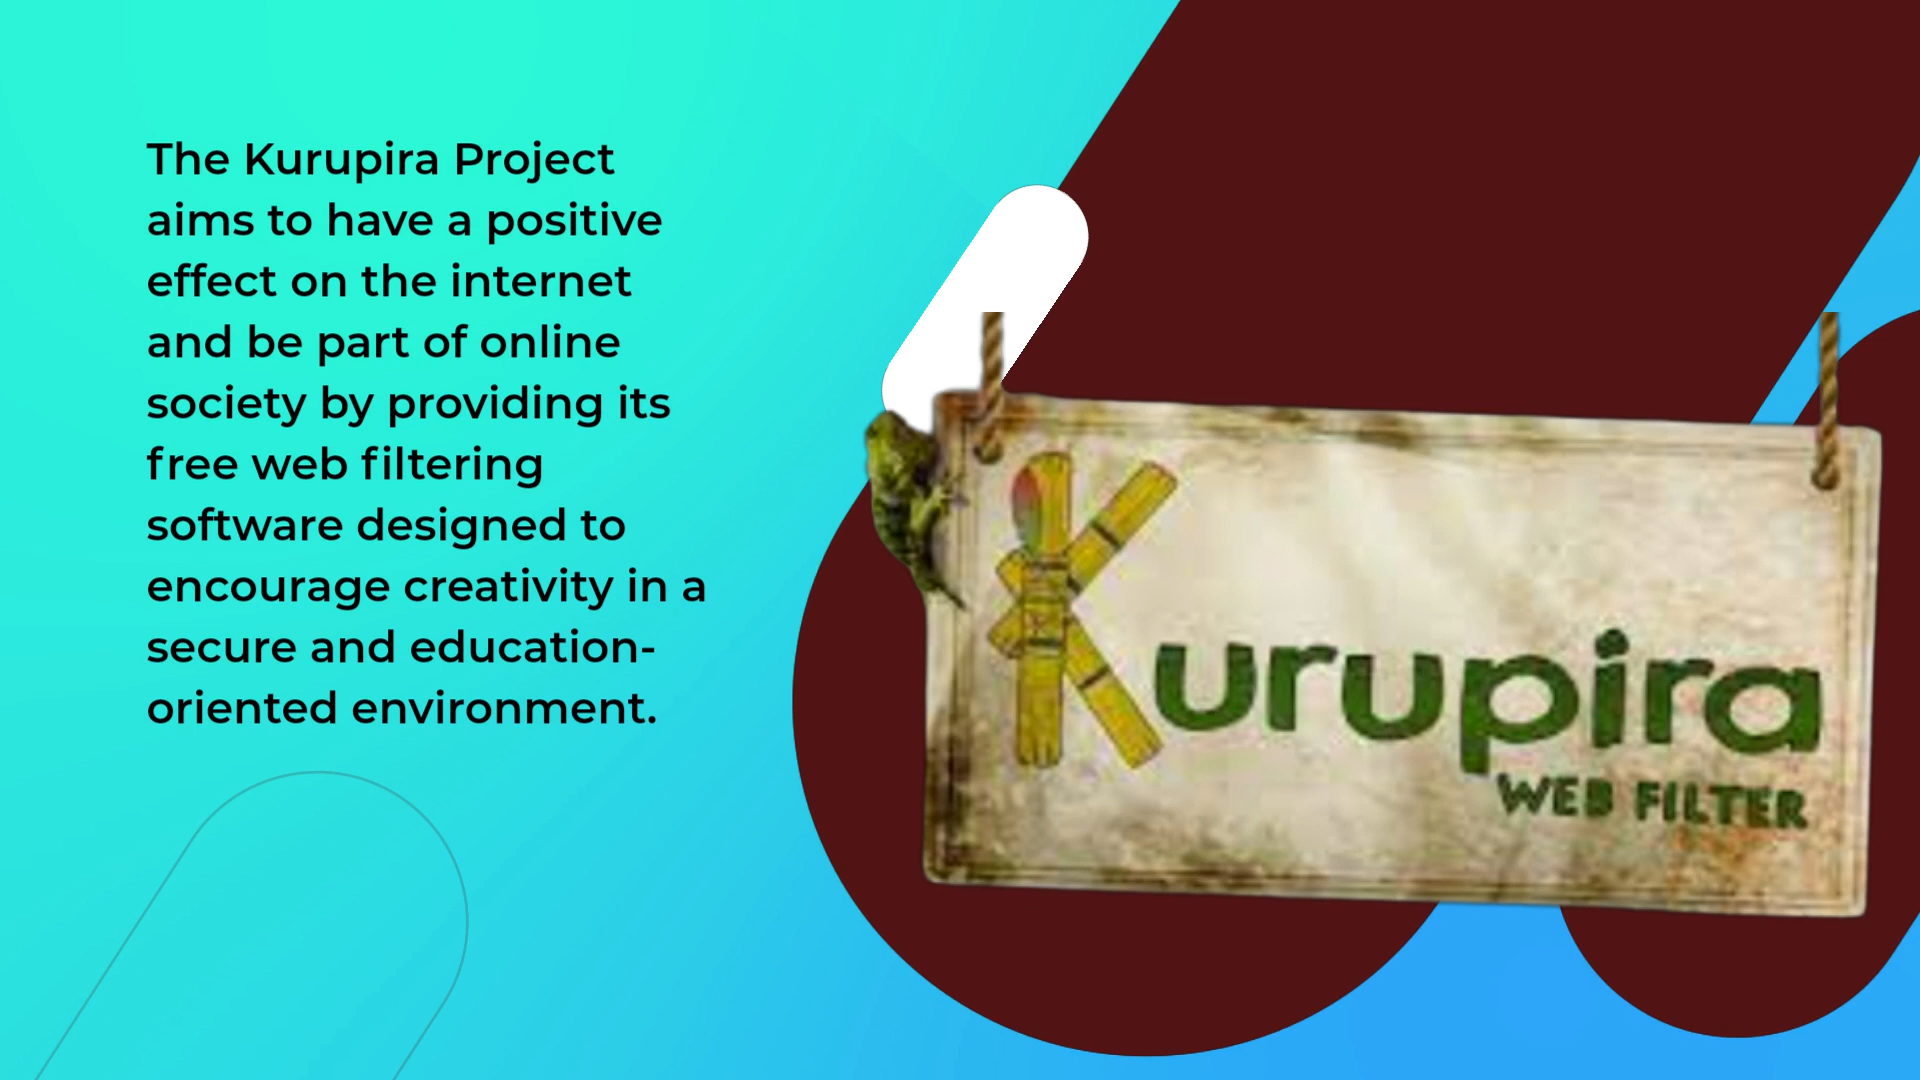 The Kurupira Project
aims to have a positive
effect on the internet
and be part of online
society by providing its
free web filtering
software designed to
encourage creativity in a
secure and education-
oriented environment.
Kurupira
WEB FILTER